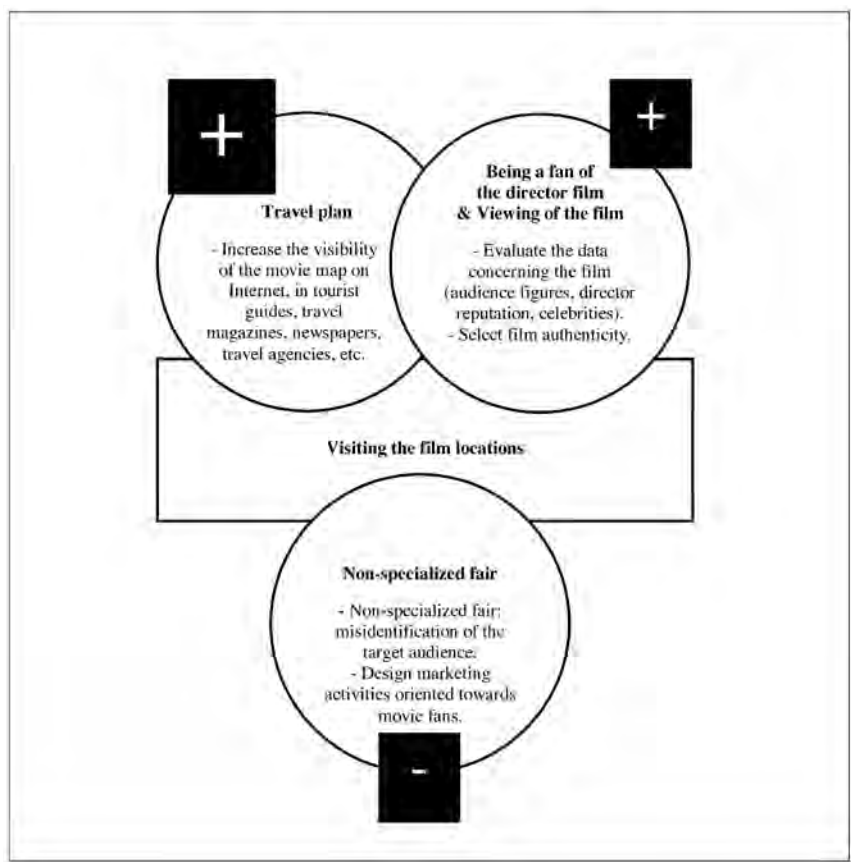 +
Travel plan
- Increase the visibility
of the movie map on
Internet, in tourist
guides, travel
magazines, newspapers,
travel agencies, etc.
+
Being a fan of
the director film
& Viewing of the film
- Evaluate the data
concerning the film
(audience figures, director
reputation, celebrities).
- Select film authenticity.
Visiting the film locations
Non-specialized fair
- Non-specialized fair:
misidentification of the
target audience.
- Design marketing
activities oriented towards
movie fans.
-